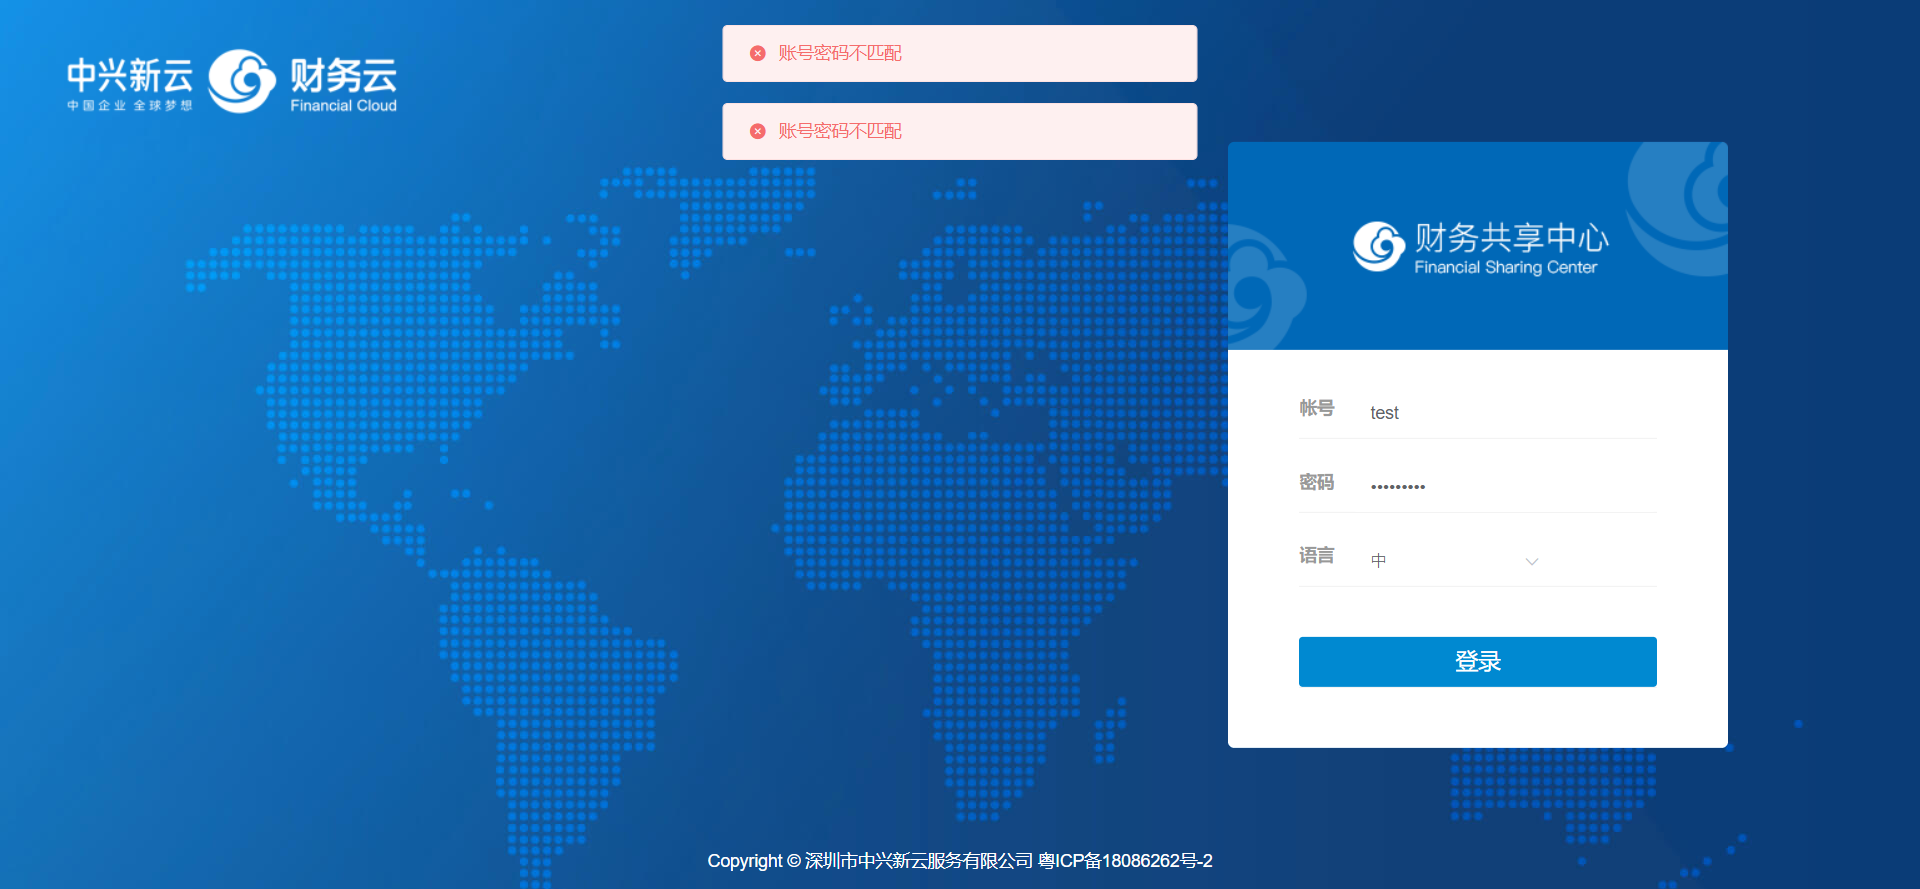 中兴新云
中国企业 全球梦想
财务云
Financial Cloud
账号密码不匹配
账号密码不匹配
财务共享中心
Financial Sharing Center
帐号 test
密码 •••••••••
语言 中
登录
Copyright © 深圳市中兴新云服务有限公司 粤ICP备18086262号-2